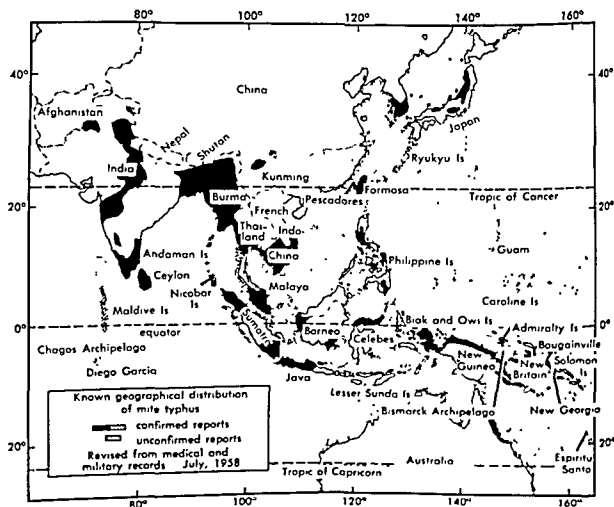 80° 100° 120° 140° 160°
40° 40°
China
Afghanistan
Nepal
Shutan
Japan
Ryukyu Is
India
Kunming
Pescadores
Formosa
Tropic of Cancer
20° 20°
Burma
French
Indo-
China
Thai-
land
Andaman Is
Ceylon
Nicobar
Is
Malaya
Philippine Is
Guam
Caroline Is
Maldive Is
0° equator 0°
Sumatra
Borneo
Celebes
Biak and Owi Is
Admiralty Is
Bougainville
Solomon
Is
New
Guinea
New
Britain
Chagos Archipelago
Diego Garcia
Java
Lesser Sunda Is
Bismarck Archipelago
New Georgia
Espiritu
Santo
Known geographical distribution
of mite typhus
confirmed reports
unconfirmed reports
Revised from medical and
military records July, 1958
20° 20°
Tropic of Capricorn
Australia
80° 100° 120° 140° 160°